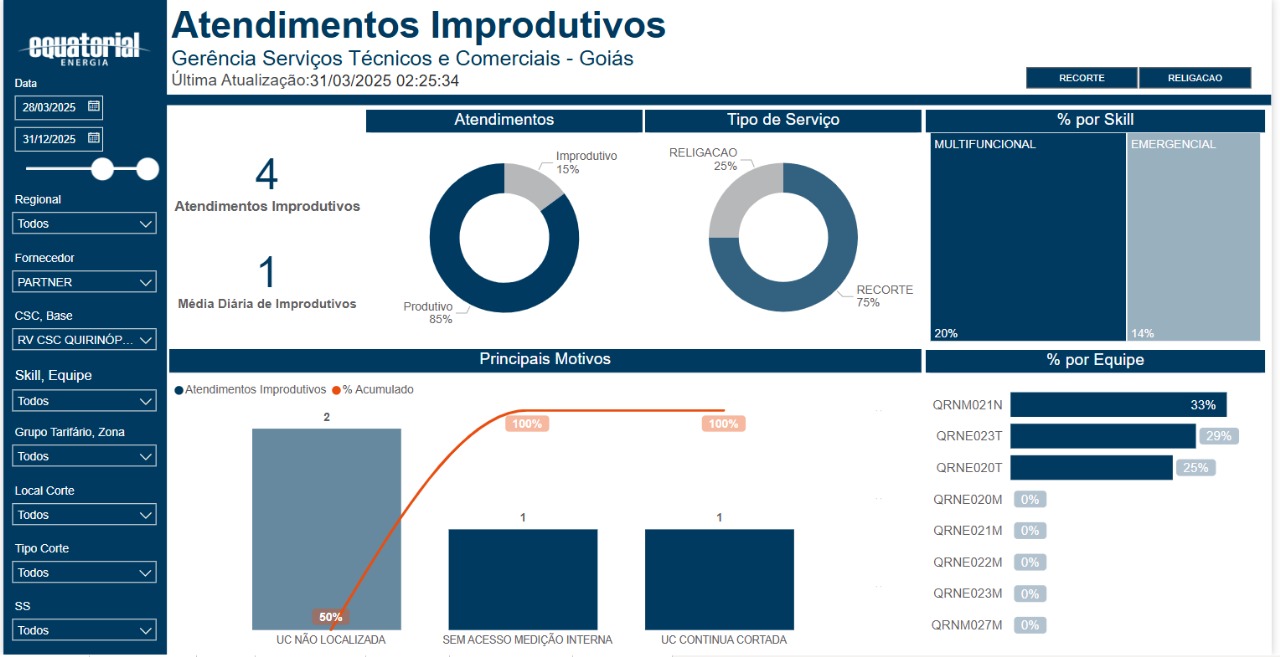 equatorial
ENERGIA
Data
28/03/2025
31/12/2025
Regional
Todos
Fornecedor
PARTNER
CSC, Base
RV CSC QUIRINÓP...
Skill, Equipe
Todos
Grupo Tarifário, Zona
Todos
Local Corte
Todos
Tipo Corte
Todos
SS
Todos
Atendimentos Improdutivos
Gerência Serviços Técnicos e Comerciais - Goiás
Última Atualização:31/03/2025 02:25:34
RECORTE
RELIGACAO
4
Atendimentos Improdutivos
1
Média Diária de Improdutivos
Atendimentos
Improdutivo
15%
Produtivo
85%
Tipo de Serviço
RELIGACAO
25%
RECORTE
75%
% por Skill
MULTIFUNCIONAL
20%
EMERGENCIAL
14%
Principais Motivos
Atendimentos Improdutivos
% Acumulado
2
1
1
50%
100%
100%
UC NÃO LOCALIZADA
SEM ACESSO MEDIÇÃO INTERNA
UC CONTINUA CORTADA
% por Equipe
QRNM021N 33%
QRNE023T 29%
QRNE020T 25%
QRNE020M 0%
QRNE021M 0%
QRNE022M 0%
QRNE023M 0%
QRNM027M 0%